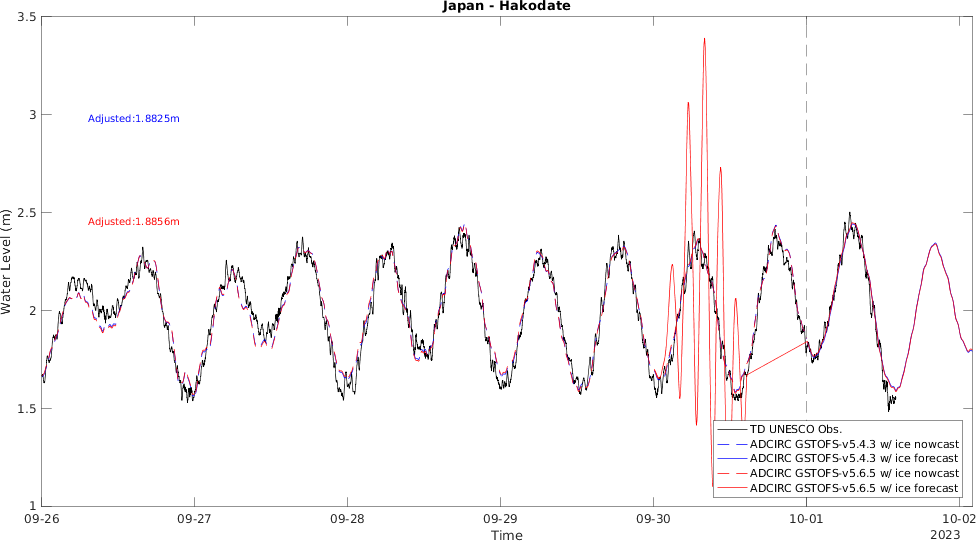 Japan - Hakodate
3.5
3
2.5
2
1.5
1
Water Level (m)
Adjusted:1.8825m
Adjusted:1.8856m
TD UNESCO Obs.
ADCIRC GSTOFS-v5.4.3 w/ ice nowcast
ADCIRC GSTOFS-v5.4.3 w/ ice forecast
ADCIRC GSTOFS-v5.6.5 w/ ice nowcast
ADCIRC GSTOFS-v5.6.5 w/ ice forecast
09-26 09-27 09-28 09-29 09-30 10-01 10-02
Time
2023